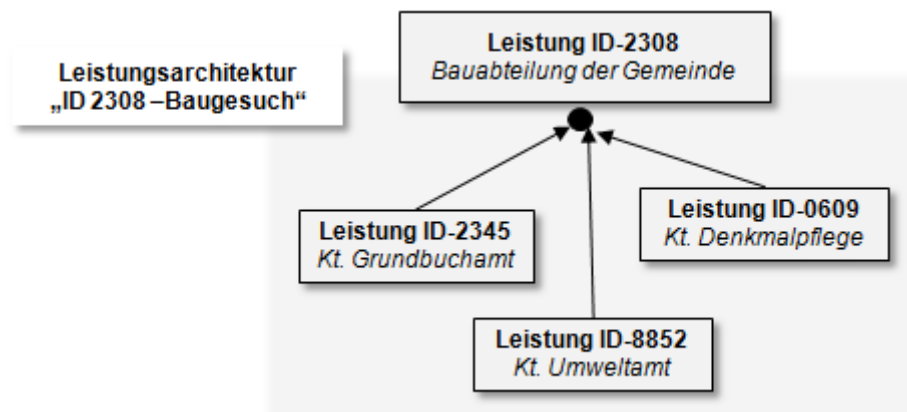 Leistungsarchitektur
„ID 2308 –Baugesuch“
Leistung ID-2308
Bauabteilung der Gemeinde
Leistung ID-2345
Kt. Grundbuchamt
Leistung ID-0609
Kt. Denkmalpflege
Leistung ID-8852
Kt. Umweltamt